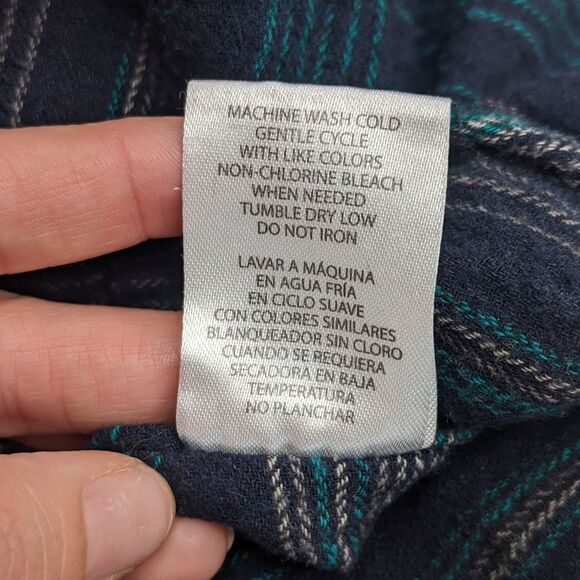 MACHINE WASH COLD
GENTLE CYCLE
WITH LIKE COLORS
NON-CHLORINE BLEACH
WHEN NEEDED
TUMBLE DRY LOW
DO NOT IRON
LAVAR A MÁQUINA
EN AGUA FRÍA
EN CICLO SUAVE
CON COLORES SIMILARES
BLANQUEADOR SIN CLORO
CUANDO SE REQUIERA
SECADORA EN BAJA
TEMPERATURA
NO PLANCHAR